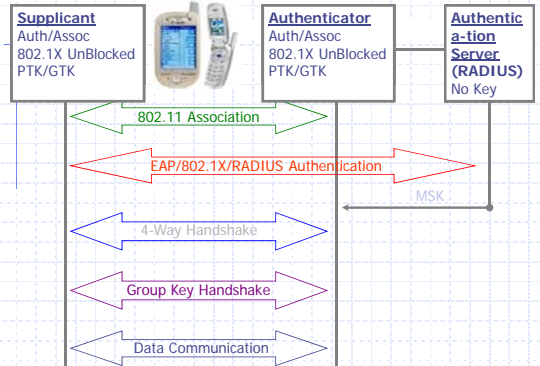 Supplicant
Auth/Assoc
802.1X UnBlocked
PTK/GTK
Authenticator
Auth/Assoc
802.1X UnBlocked
PTK/GTK
Authentic
a-tion
Server
(RADIUS)
No Key
802.11 Association
EAP/802.1X/RADIUS Authentication
MSK
4-Way Handshake
Group Key Handshake
Data Communication